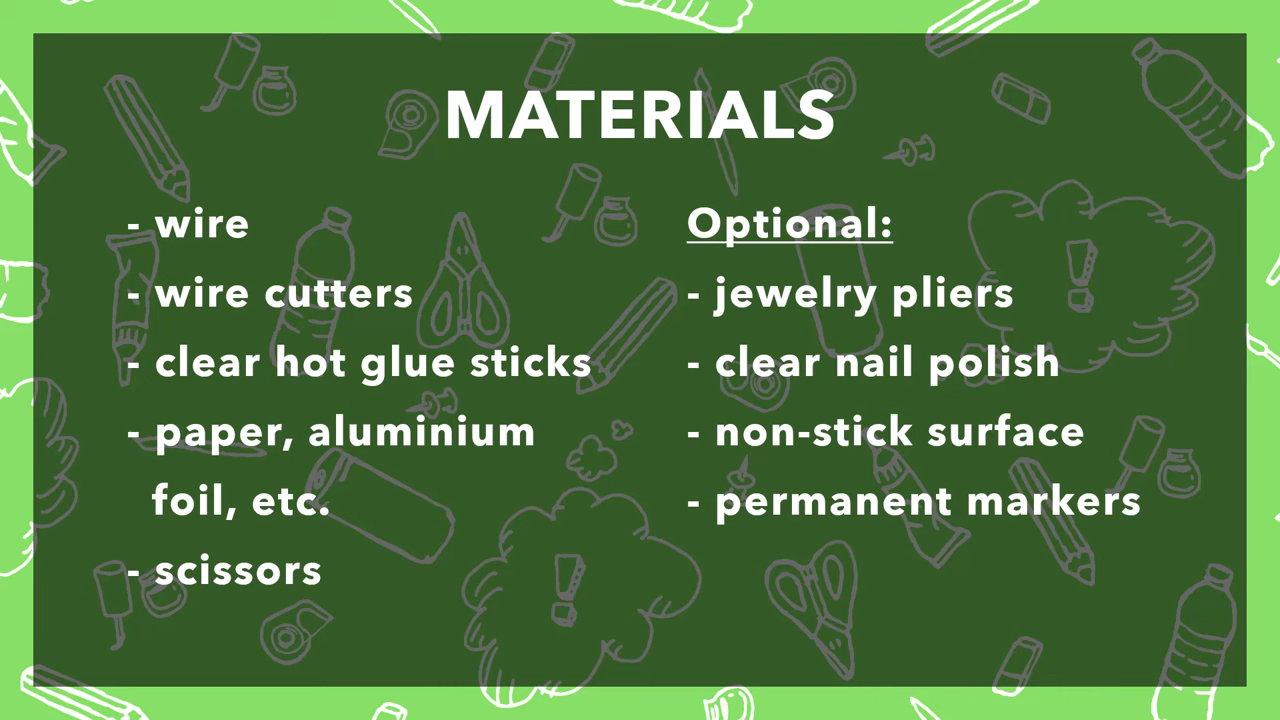 MATERIALS
- wire
- wire cutters
- clear hot glue sticks
- paper, aluminium
foil, etc.
- scissors
Optional:
- jewelry pliers
- clear nail polish
- non-stick surface
- permanent markers